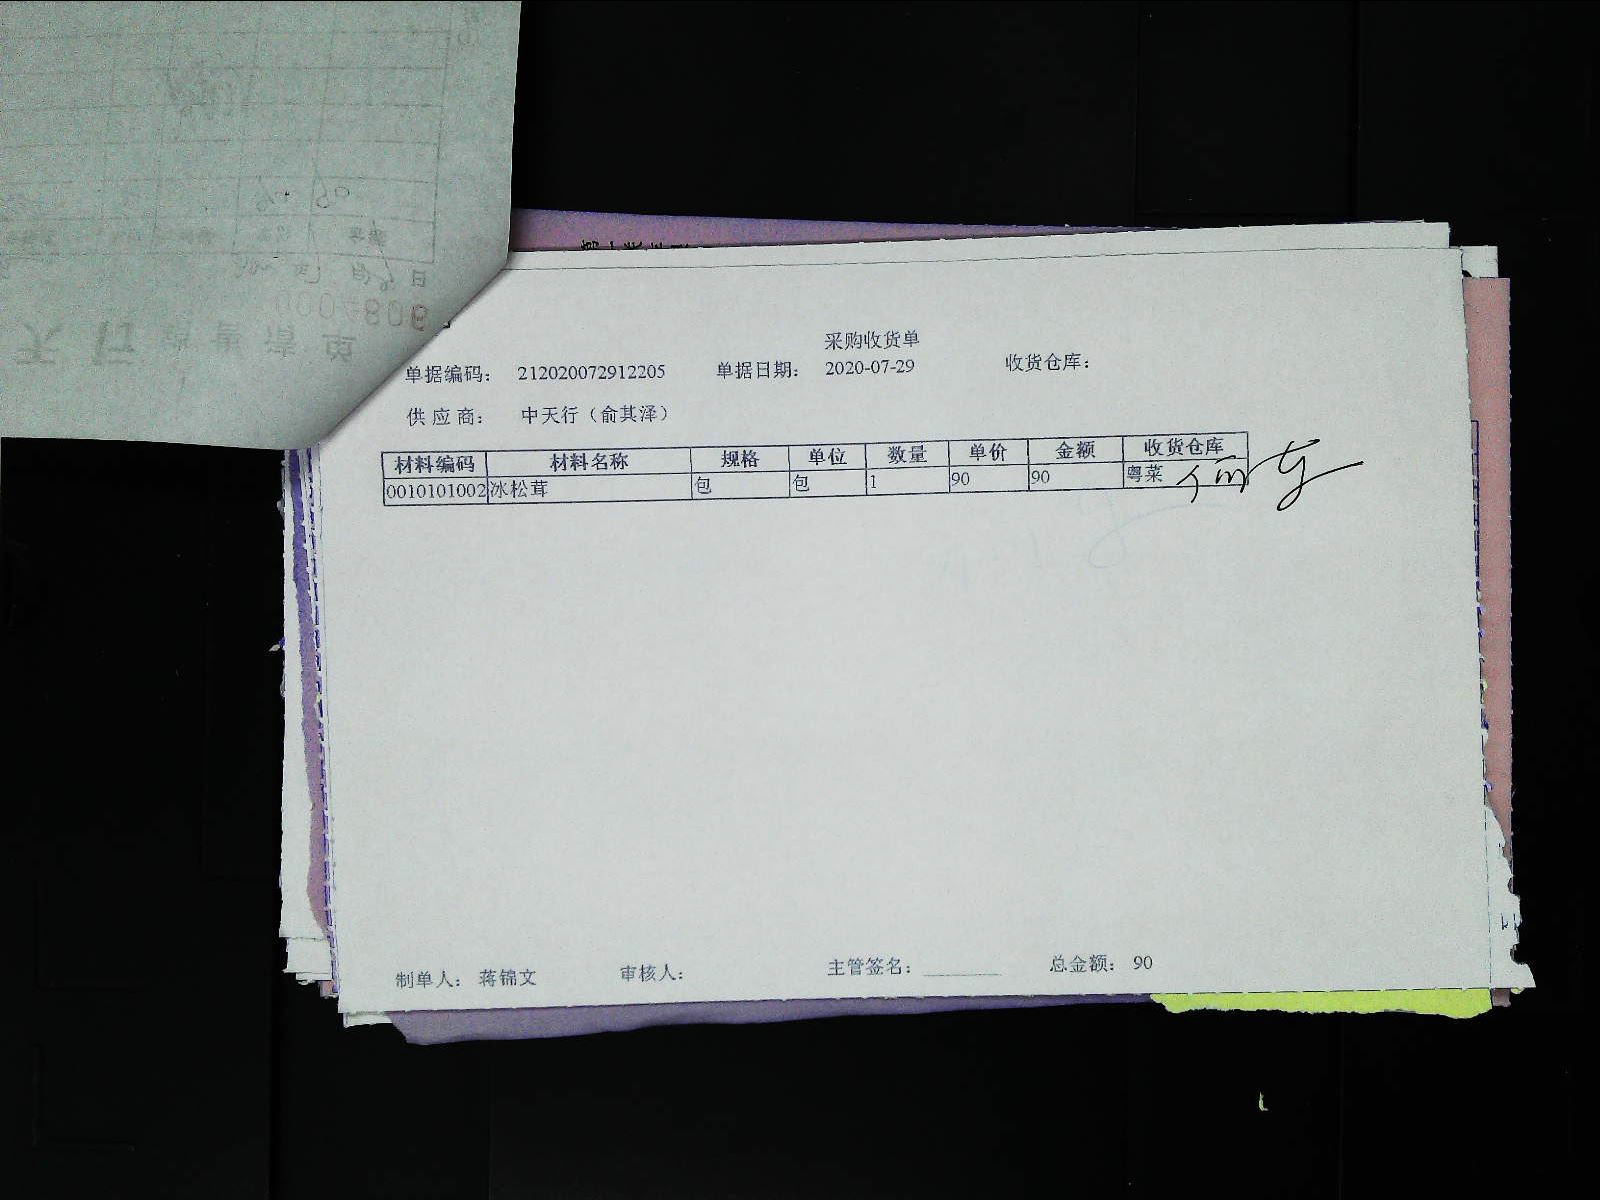 采购收货单
单据编码： 212020072912205 单据日期： 2020-07-29 收货仓库：
供 应 商： 中天行（俞其泽）
材料编码 材料名称 规格 单位 数量 单价 金额 收货仓库
0010101002 冰松茸 包 包 1 90 90 粤菜
制单人： 蒋锦文 审核人： 主管签名： ________ 总金额： 90